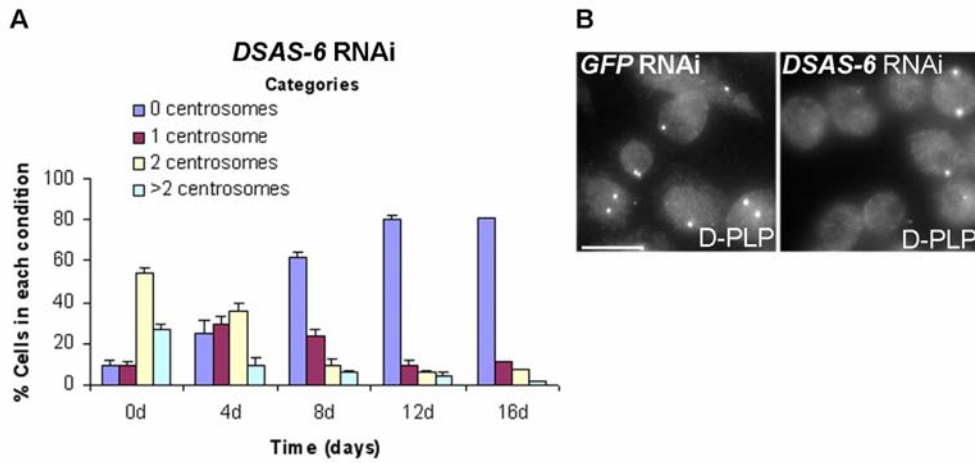 A
DSAS-6 RNAi
Categories
0 centrosomes
1 centrosome
2 centrosomes
>2 centrosomes
% Cells in each condition
100
80
60
40
20
0
0d
4d
8d
12d
16d
Time (days)
B
GFP RNAi
D-PLP
DSAS-6 RNAi
D-PLP